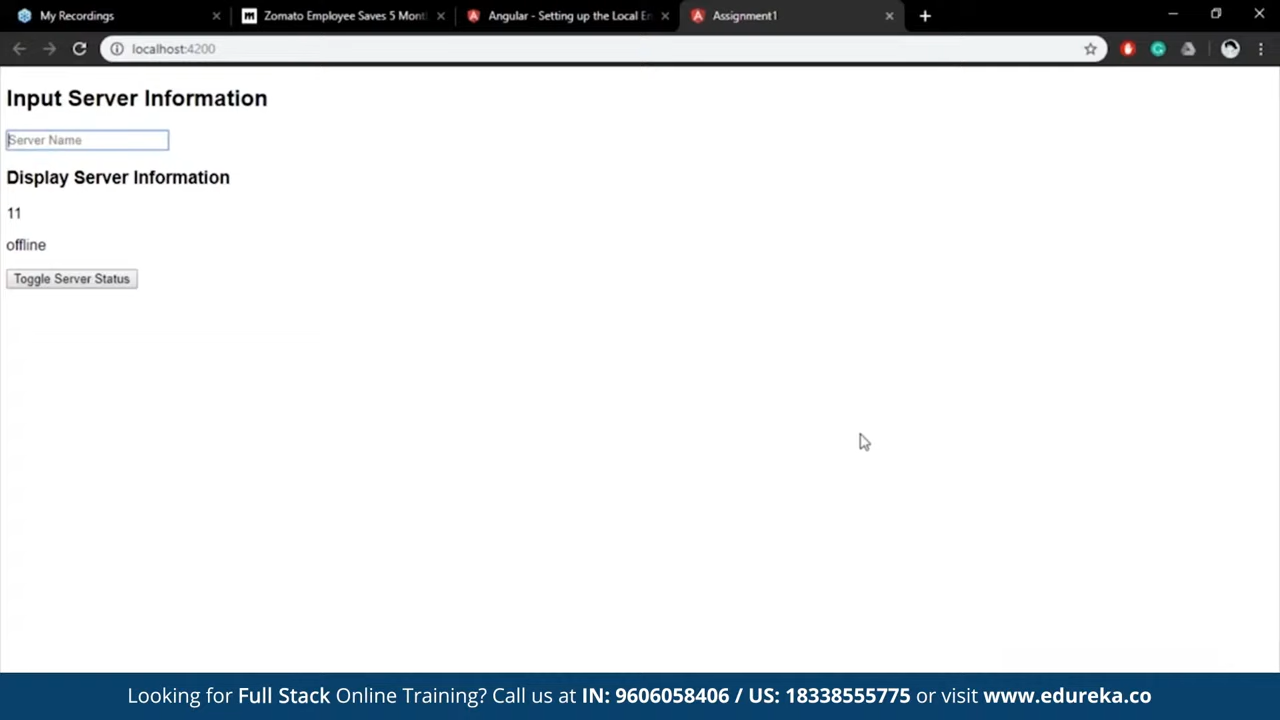 My Recordings
Zomato Employee Saves 5 Mont
Angular - Setting up the Local En
Assignment1
localhost:4200
Input Server Information
Server Name
Display Server Information
11
offline
Toggle Server Status
Looking for Full Stack Online Training? Call us at IN: 9606058406 / US: 18338555775 or visit www.edureka.co